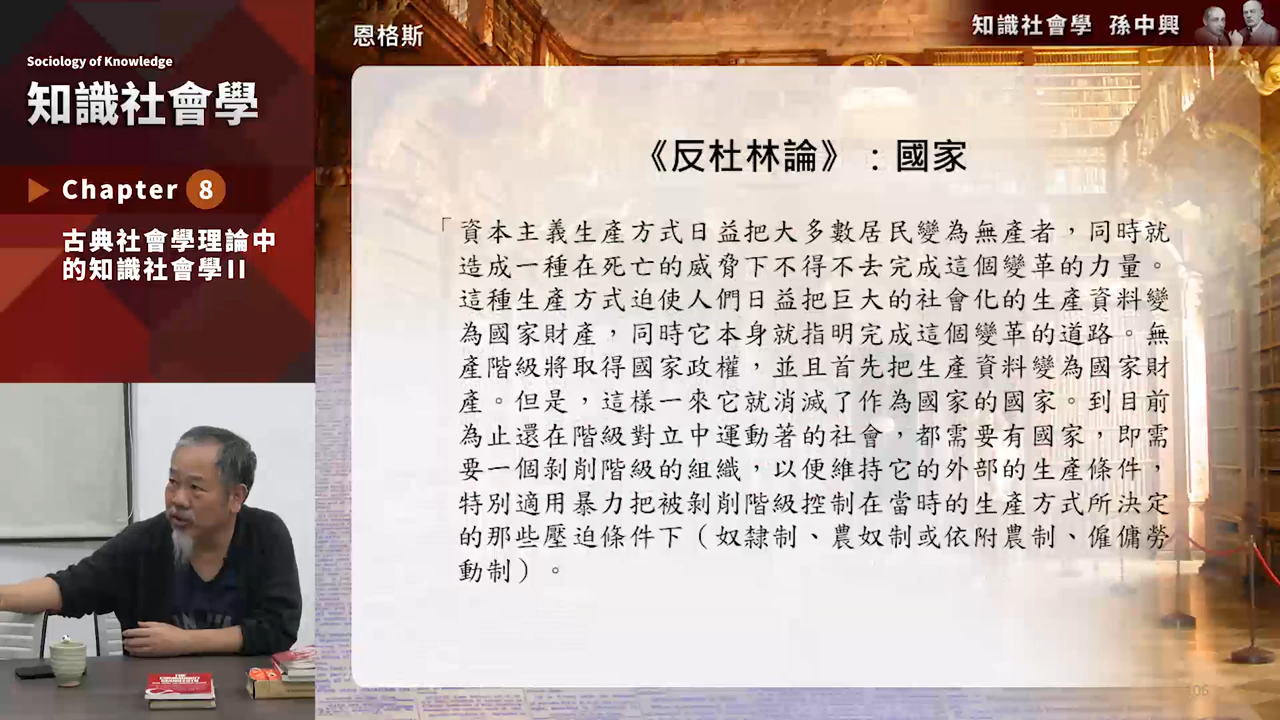 Sociology of Knowledge
知識社會學
Chapter 8
古典社會學理論中
的知識社會學II
恩格斯
知識社會學 孫中興
《反杜林論》:國家
「資本主義生產方式日益把大多數居民變為無產者,同時就
造成一種在死亡的威脅下不得不去完成這個變革的力量。
這種生產方式迫使人們日益把巨大的社會化的生產資料變
為國家財產,同時它本身就指明完成這個變革的道路。無
產階級將取得國家政權,並且首先把生產資料變為國家財
產。但是,這樣一來它就消滅了作為國家的國家。到目前
為止還在階級對立中運動著的社會,都需要有國家,即需
要一個剝削階級的組織,以便維持它的外部的生產條件,
特別適用暴力把被剝削階級控制在當時的生產方式所決定
的那些壓迫條件下(奴隸制、農奴制或依附農制、僱傭勞
動制)。
106